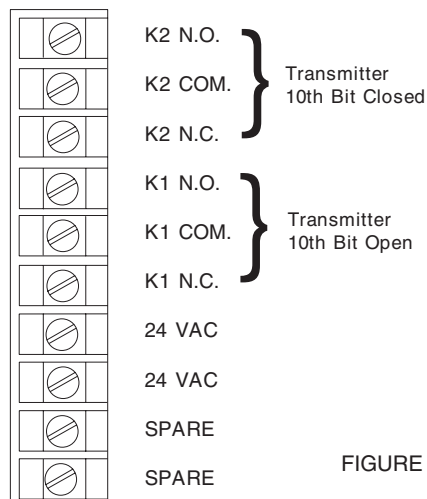 K2 N.O.
K2 COM.
K2 N.C.
Transmitter
10th Bit Closed
K1 N.O.
K1 COM.
K1 N.C.
Transmitter
10th Bit Open
24 VAC
24 VAC
SPARE
SPARE
FIGURE